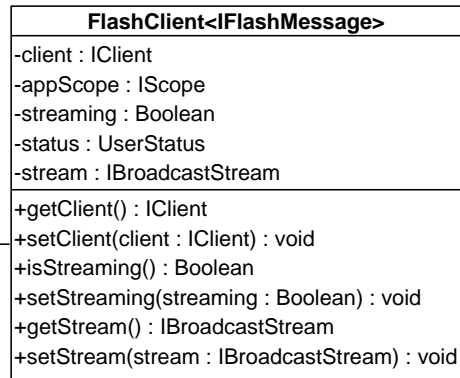 FlashClient<IFlashMessage>
-client : IClient
-appScope : IScope
-streaming : Boolean
-status : UserStatus
-stream : IBroadcastStream
+getClient() : IClient
+setClient(client : IClient) : void
+isStreaming() : Boolean
+setStreaming(streaming : Boolean) : void
+getStream() : IBroadcastStream
+setStream(stream : IBroadcastStream) : void